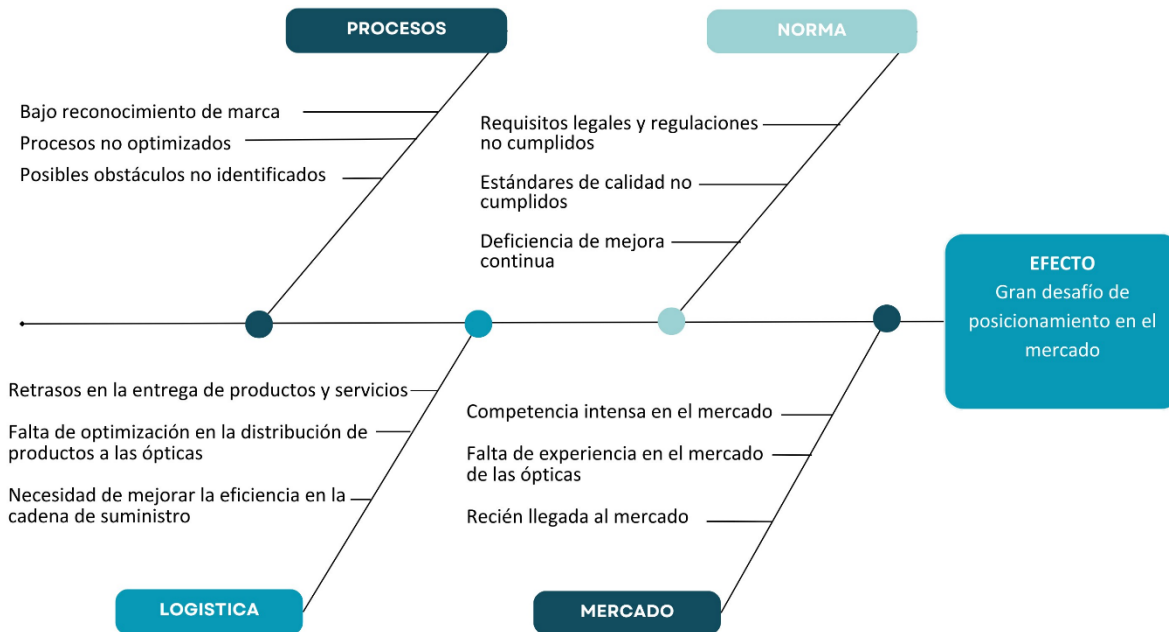 PROCESOS
NORMA
Bajo reconocimiento de marca
Procesos no optimizados
Posibles obstáculos no identificados
Requisitos legales y regulaciones
no cumplidos
Estándares de calidad no
cumplidos
Deficiencia de mejora
continua
EFECTO
Gran desafío de
posicionamiento en el
mercado
Retrasos en la entrega de productos y servicios
Falta de optimización en la distribución de
productos a las ópticas
Necesidad de mejorar la eficiencia en la
cadena de suministro
Competencia intensa en el mercado
Falta de experiencia en el mercado
de las ópticas
Recién llegada al mercado
LOGISTICA
MERCADO